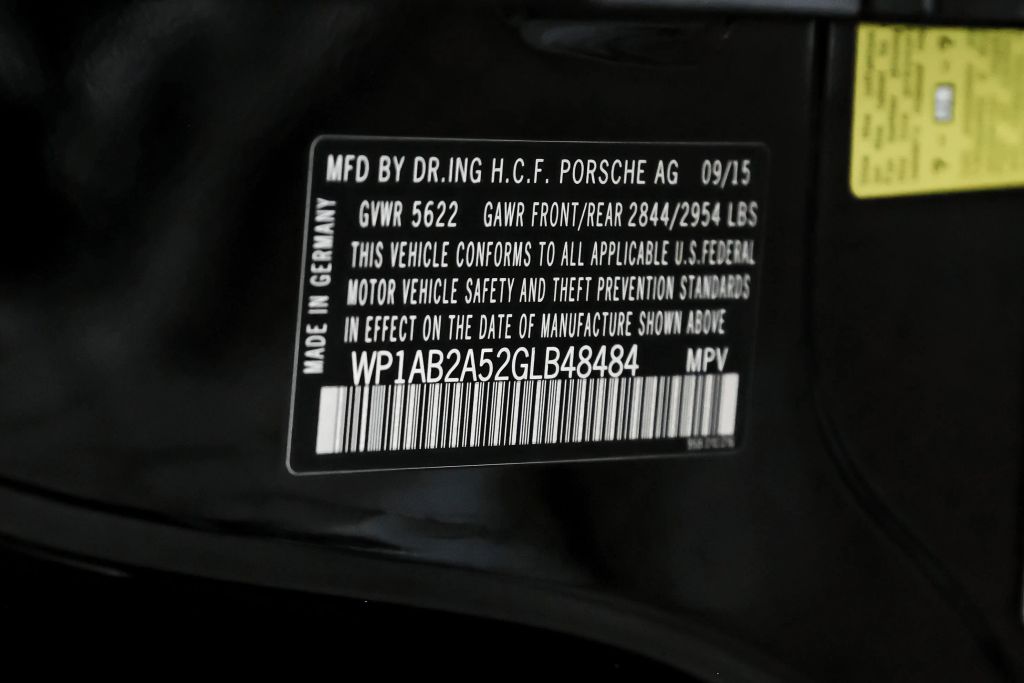 MFD BY DR.ING H.C.F. PORSCHE AG 09/15
GVWR 5622 GAWR FRONT/REAR 2844/2954 LBS
THIS VEHICLE CONFORMS TO ALL APPLICABLE U.S.FEDERAL
MOTOR VEHICLE SAFETY AND THEFT PREVENTION STANDARDS
IN EFFECT ON THE DATE OF MANUFACTURE SHOWN ABOVE
WP1AB2A52GLB48484 MPV
MADE IN GERMANY